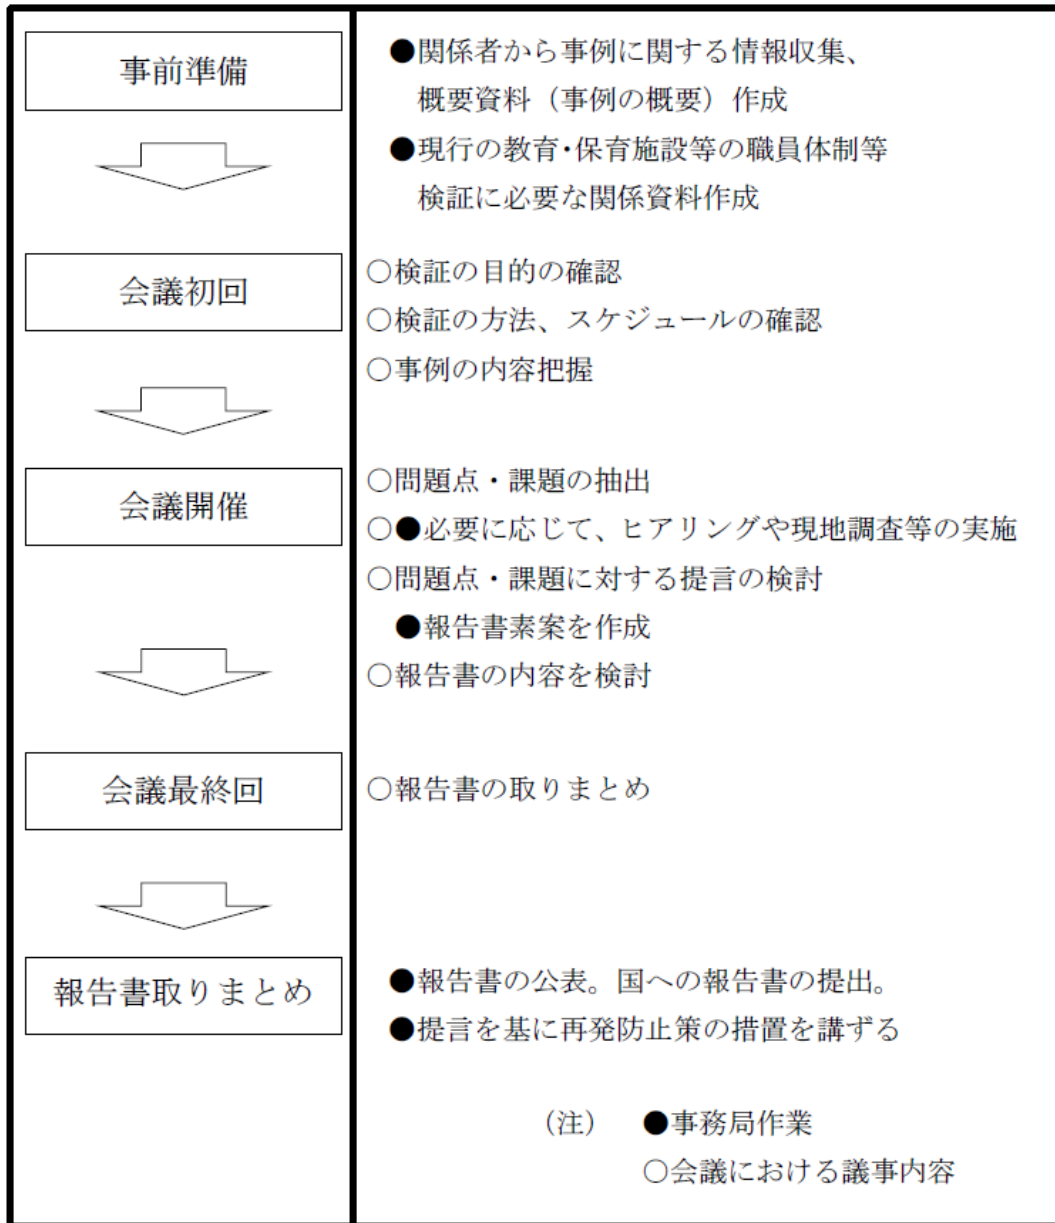 事前準備
●関係者から事例に関する情報収集、
概要資料（事例の概要）作成
●現行の教育・保育施設等の職員体制等
検証に必要な関係資料作成
会議初回
○検証の目的の確認
○検証の方法、スケジュールの確認
○事例の内容把握
会議開催
○問題点・課題の抽出
○●必要に応じて、ヒアリングや現地調査等の実施
○問題点・課題に対する提言の検討
●報告書素案を作成
○報告書の内容を検討
会議最終回
○報告書の取りまとめ
報告書取りまとめ
●報告書の公表。国への報告書の提出。
●提言を基に再発防止策の措置を講ずる
（注）　●事務局作業
○会議における議事内容